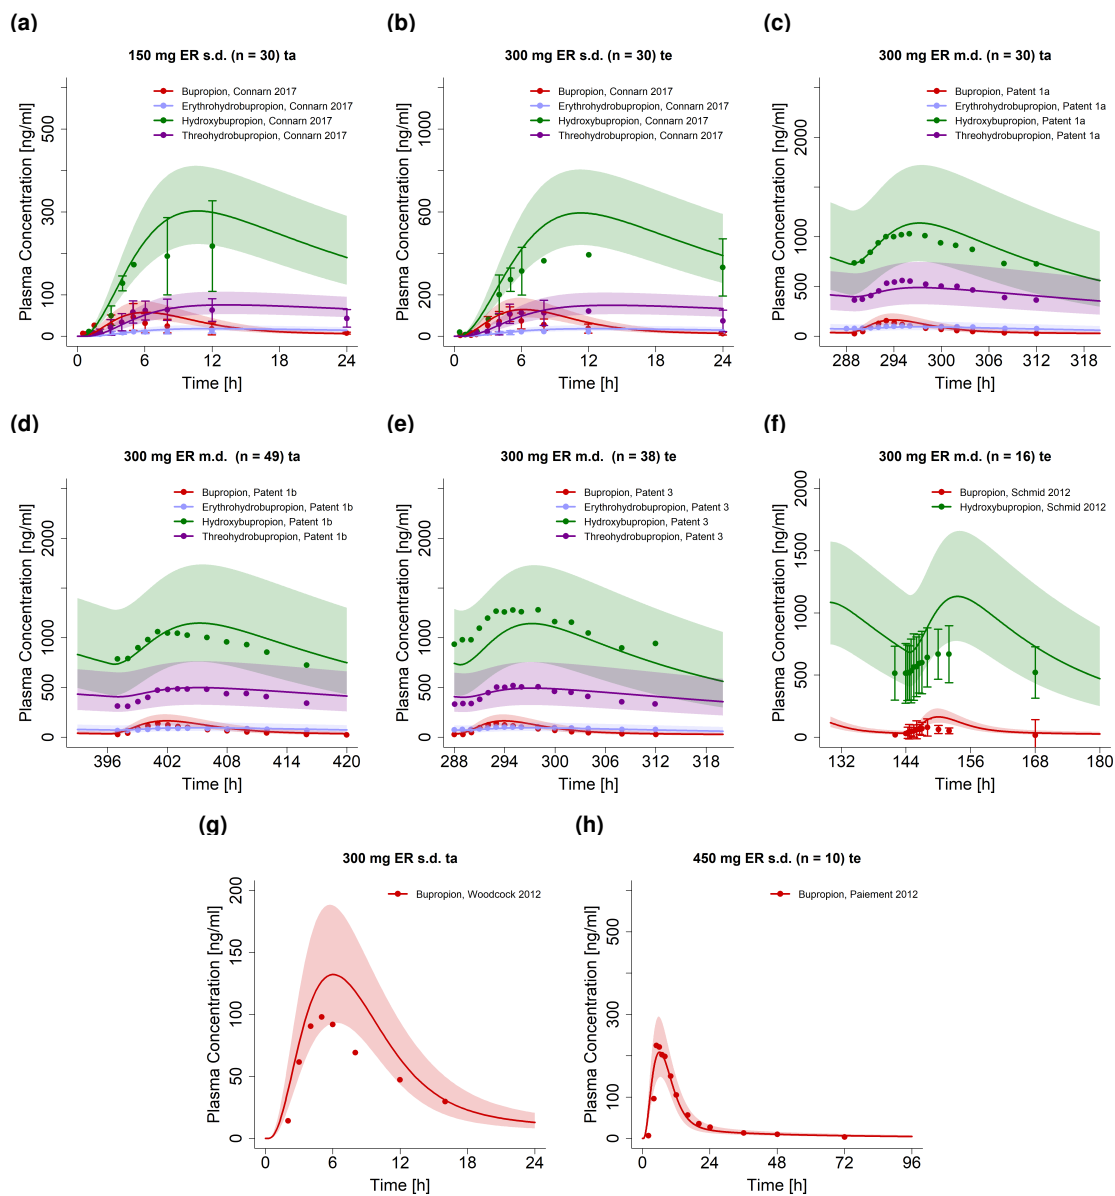 (a)
150 mg ER s.d. (n = 30) ta
Plasma Concentration [ng/ml]
0
100
300
500
Bupropion, Connarn 2017
Erythrohydrobupropion, Connarn 2017
Hydroxybupropion, Connarn 2017
Threohydrobupropion, Connarn 2017
0
6
12
24
Time [h]
(b)
300 mg ER s.d. (n = 30) te
Plasma Concentration [ng/ml]
0
200
600
1000
Bupropion, Connarn 2017
Erythrohydrobupropion, Connarn 2017
Hydroxybupropion, Connarn 2017
Threohydrobupropion, Connarn 2017
0
6
12
24
Time [h]
(c)
300 mg ER m.d. (n = 30) ta
Plasma Concentration [ng/ml]
0
500
1000
2000
Bupropion, Patent 1a
Erythrohydrobupropion, Patent 1a
Hydroxybupropion, Patent 1a
Threohydrobupropion, Patent 1a
288
294
300
306
312
318
Time [h]
(d)
300 mg ER m.d. (n = 49) ta
Plasma Concentration [ng/ml]
0
500
1000
2000
Bupropion, Patent 1b
Erythrohydrobupropion, Patent 1b
Hydroxybupropion, Patent 1b
Threohydrobupropion, Patent 1b
396
402
408
414
420
Time [h]
(e)
300 mg ER m.d. (n = 38) te
Plasma Concentration [ng/ml]
0
500
1000
2000
Bupropion, Patent 3
Erythrohydrobupropion, Patent 3
Hydroxybupropion, Patent 3
Threohydrobupropion, Patent 3
288
294
300
306
312
318
Time [h]
(f)
300 mg ER m.d. (n = 16) te
Plasma Concentration [ng/ml]
0
500
1000
2000
Bupropion, Schmid 2012
Hydroxybupropion, Schmid 2012
132
144
156
168
180
Time [h]
(g)
300 mg ER s.d. ta
Plasma Concentration [ng/ml]
0
50
100
150
200
Bupropion, Woodcock 2012
0
6
12
18
24
Time [h]
(h)
450 mg ER s.d. (n = 10) te
Plasma Concentration [ng/ml]
0
100
300
500
Bupropion, Paiement 2012
0
24
48
72
96
Time [h]